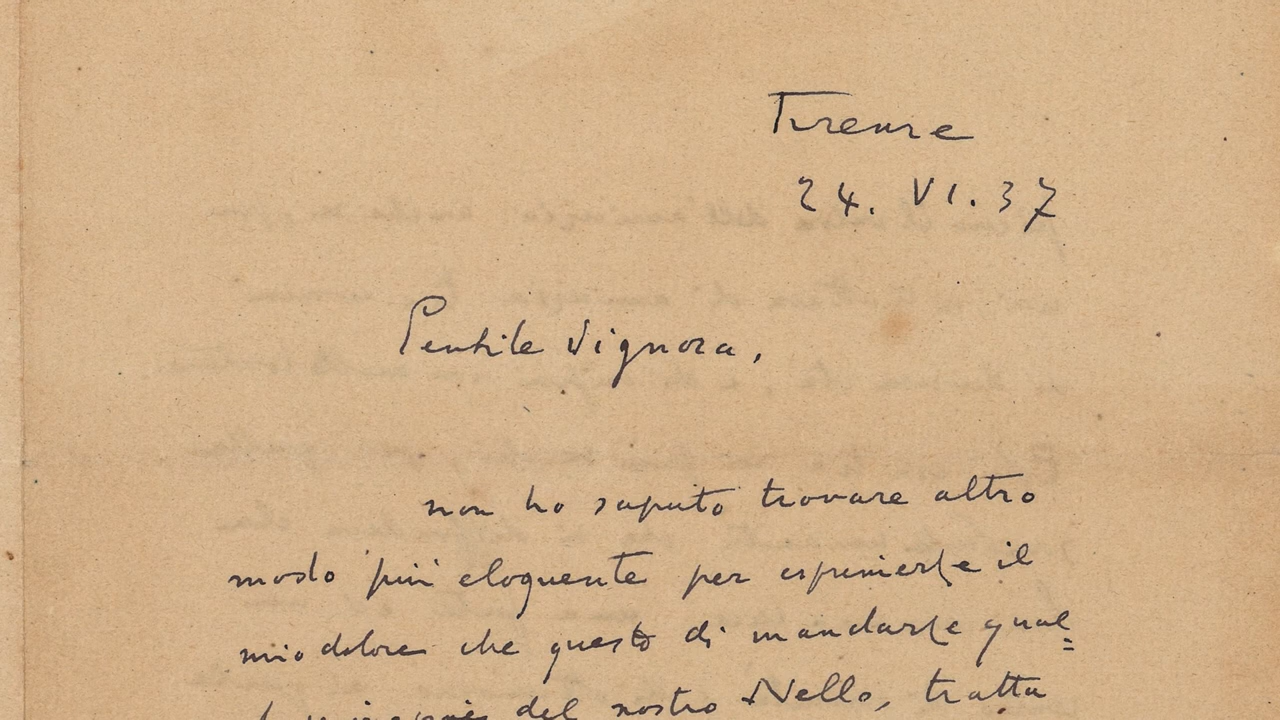 Firenze
24. VI. 37
Gentile Signora,
non ho saputo trovare altro
modo più eloquente per esprimerle il
mio dolore che questo di mandarle qual=
del nostro Nello, tratta